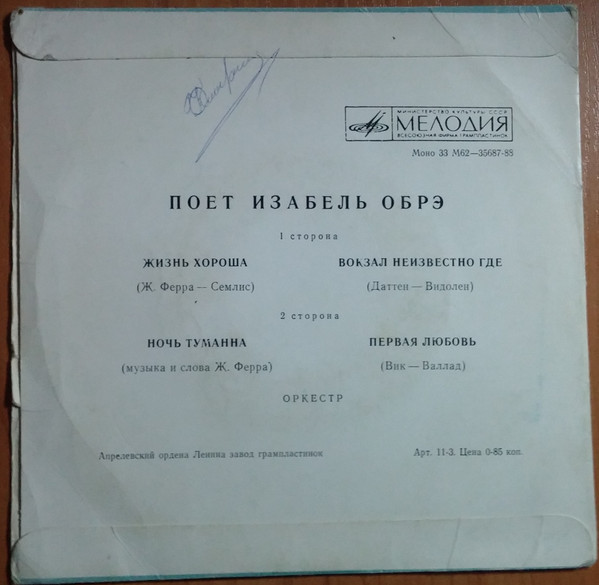 МИНИСТЕРСТВО КУЛЬТУРЫ СССР
МЕЛОДИЯ
ВСЕСОЮЗНАЯ ФИРМА ГРАМПЛАСТИНОК
Моно 33 М62—35687-88
ПОЕТ ИЗАБЕЛЬ ОБРЭ
1 сторона
ЖИЗНЬ ХОРОША ВОКЗАЛ НЕИЗВЕСТНО ГДЕ
(Ж. Ферра — Семлис) (Даттен — Видолен)
2 сторона
НОЧЬ ТУМАННА ПЕРВАЯ ЛЮБОВЬ
(музыка и слова Ж. Ферра) (Вик — Валлад)
ОРКЕСТР
Апрелевский ордена Ленина завод грампластинок Арт. 11-3. Цена 0-85 коп.